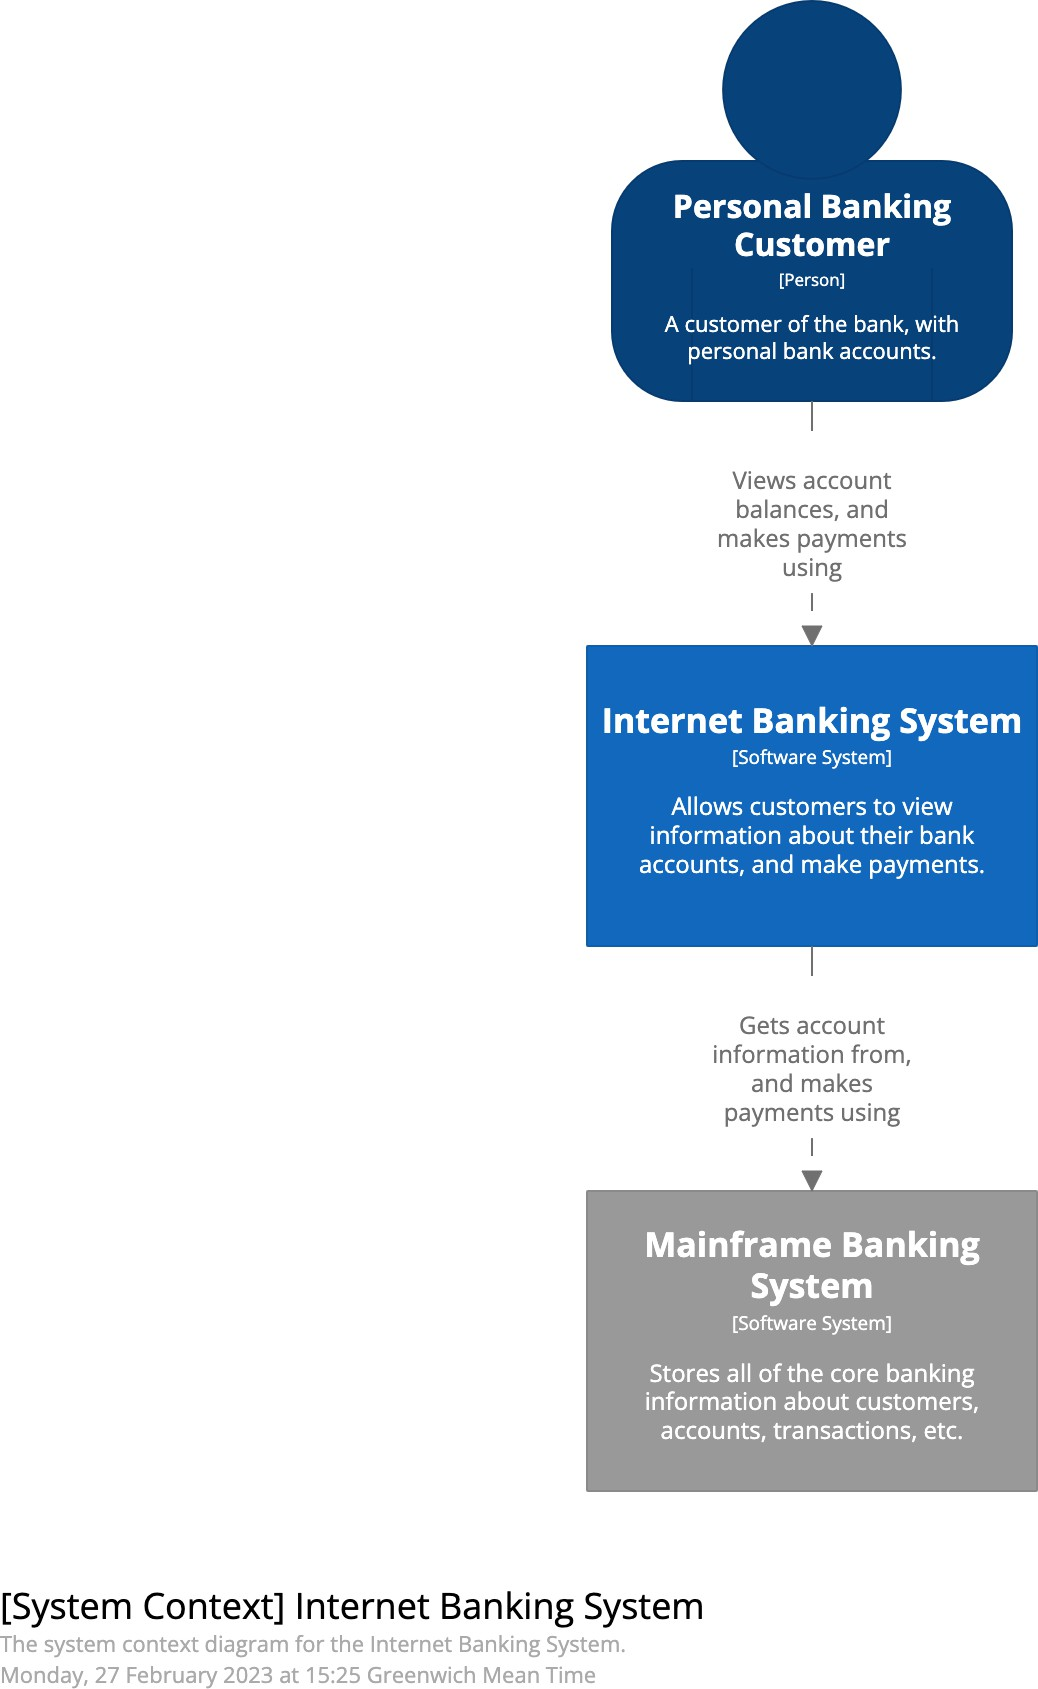 Personal Banking
Customer
[Person]
A customer of the bank, with
personal bank accounts.
Views account
balances, and
makes payments
using
Internet Banking System
[Software System]
Allows customers to view
information about their bank
accounts, and make payments.
Gets account
information from,
and makes
payments using
Mainframe Banking
System
[Software System]
Stores all of the core banking
information about customers,
accounts, transactions, etc.
[System Context] Internet Banking System
The system context diagram for the Internet Banking System.
Monday, 27 February 2023 at 15:25 Greenwich Mean Time